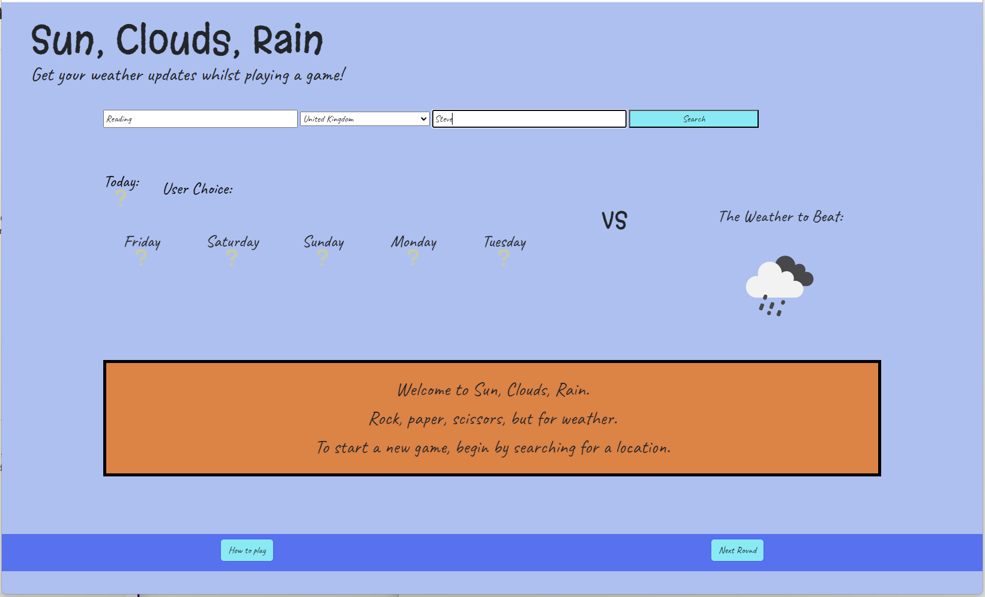 Sun, Clouds, Rain
Get your weather updates whilst playing a game!
Reading United Kingdom Steve Search
Today:
?
User Choice:
Friday Saturday Sunday Monday Tuesday
? ? ? ? ?
VS
The Weather to Beat:
Welcome to Sun, Clouds, Rain.
Rock, paper, scissors, but for weather.
To start a new game, begin by searching for a location.
How to play Next Round